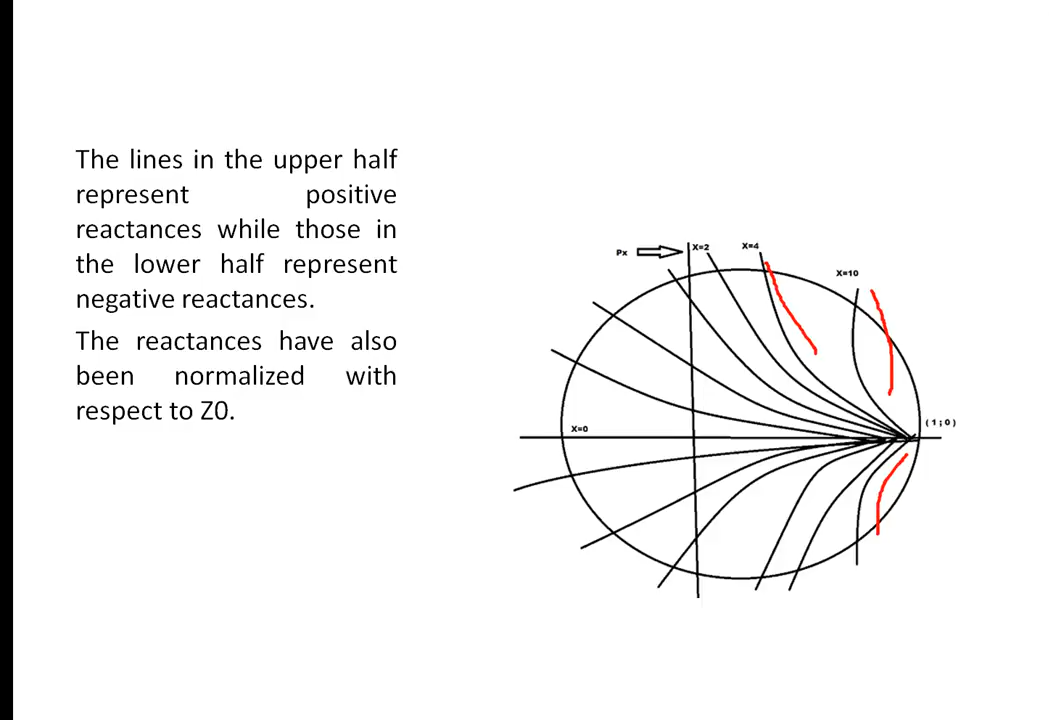 The lines in the upper half
represent positive
reactances while those in
the lower half represent
negative reactances.
The reactances have also
been normalized with
respect to Z0.
Px
X=2
X=4
X=10
X=0
(1;0)